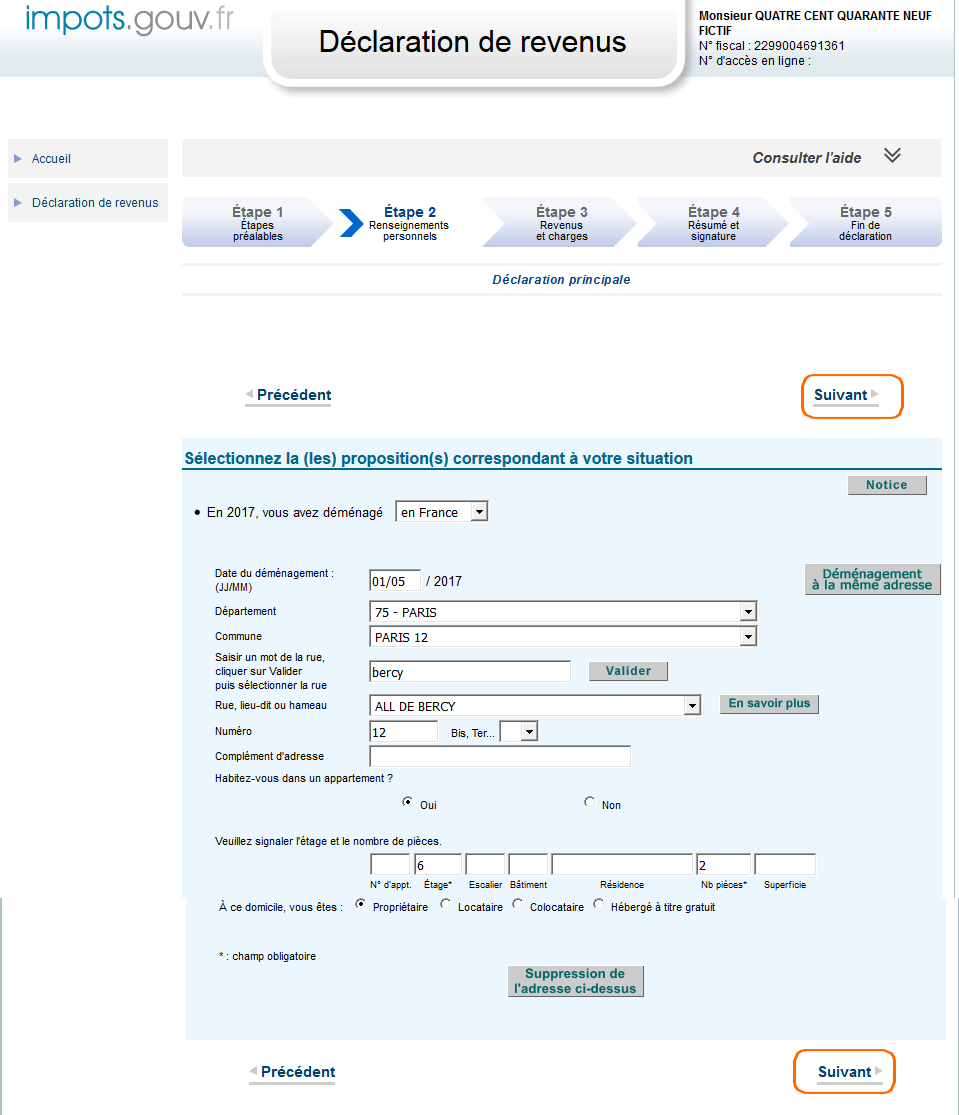 impots.gouv.fr
Déclaration de revenus
Monsieur QUATRE CENT QUARANTE NEUF
FICTIF
N° fiscal : 2299004691361
N° d'accès en ligne :
Accueil
Déclaration de revenus
Consulter l'aide
Étape 1
Étapes
préalables
Étape 2
Renseignements
personnels
Étape 3
Revenus
et charges
Étape 4
Résumé et
signature
Étape 5
Fin de
déclaration
Déclaration principale
Précédent
Suivant
Sélectionnez la (les) proposition(s) correspondant à votre situation
Notice
• En 2017, vous avez déménagé en France
Date du déménagement :
(JJ/MM)
01/05 / 2017
Déménagement
à la même adresse
Département 75 - PARIS
Commune PARIS 12
Saisir un mot de la rue,
cliquer sur Valider
puis sélectionner la rue
bercy Valider
Rue, lieu-dit ou hameau ALL DE BERCY En savoir plus
Numéro 12 Bis, Ter...
Complément d'adresse
Habitez-vous dans un appartement ?
Oui Non
Veuillez signaler l'étage et le nombre de pièces.
6 2
N° d'appt. Étage* Escalier Bâtiment Résidence Nb pièces* Superficie
À ce domicile, vous êtes : Propriétaire Locataire Colocataire Hébergé à titre gratuit
* : champ obligatoire
Suppression de
l'adresse ci-dessus
Précédent
Suivant